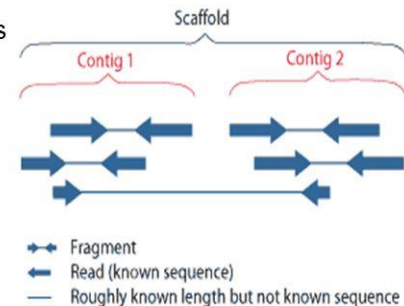 s
Scaffold
Contig 1
Contig 2
Fragment
Read (known sequence)
Roughly known length but not known sequence